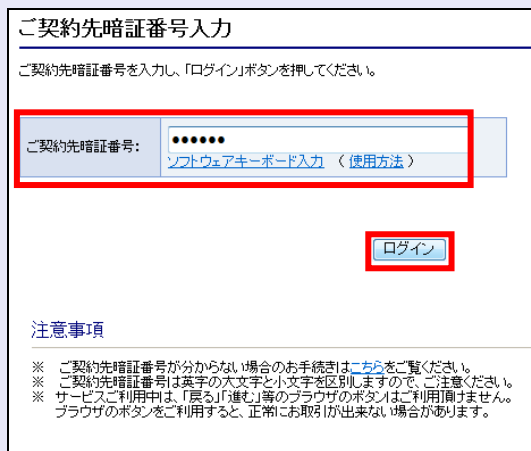 ご契約先暗証番号入力
ご契約先暗証番号を入力し、「ログイン」ボタンを押してください。
ご契約先暗証番号: ●●●●●●
ソフトウェアキーボード入力 （使用方法）
ログイン
注意事項
※ ご契約先暗証番号が分からない場合のお手続きはこちらをご覧ください。
※ ご契約先暗証番号は英字の大文字と小文字を区別しますので、ご注意ください。
※ サービスご利用中は、「戻る」「進む」等のブラウザのボタンはご利用頂けません。
ブラウザのボタンをご利用すると、正常にお取引が出来ない場合があります。